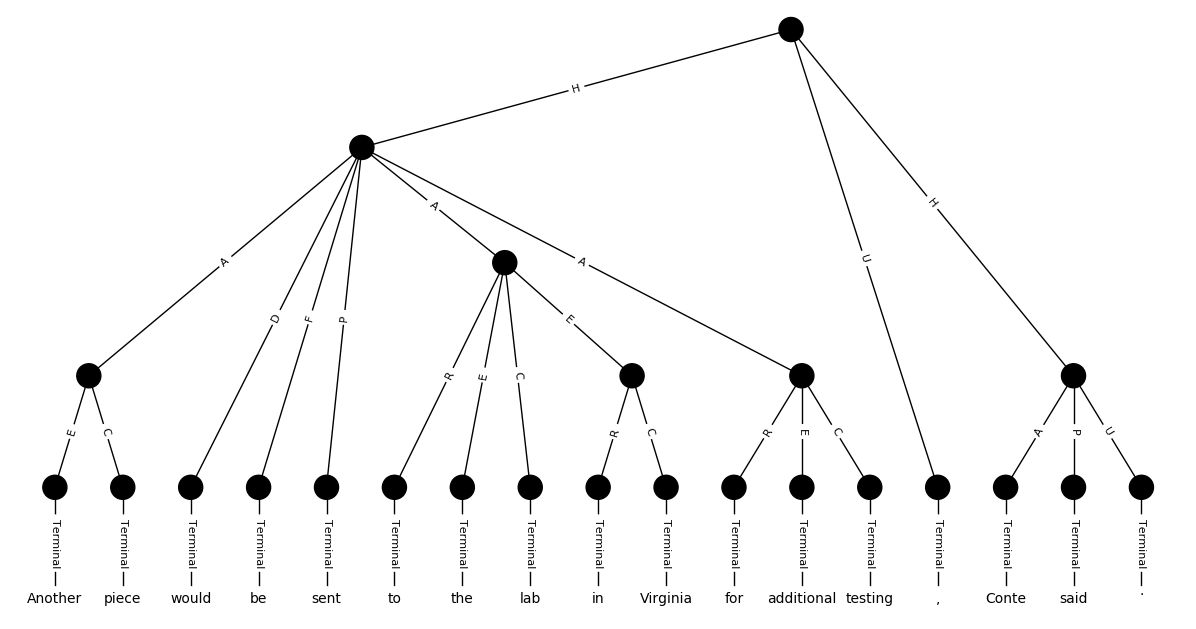 H
A
A
U
H
A
D
F
P
A
E
R
E
C
E
C
R
C
R
E
C
A
P
U
Terminal Terminal Terminal Terminal Terminal Terminal Terminal Terminal Terminal Terminal Terminal Terminal Terminal Terminal Terminal Terminal Terminal
Another piece would be sent to the lab in Virginia for additional testing , Conte said .